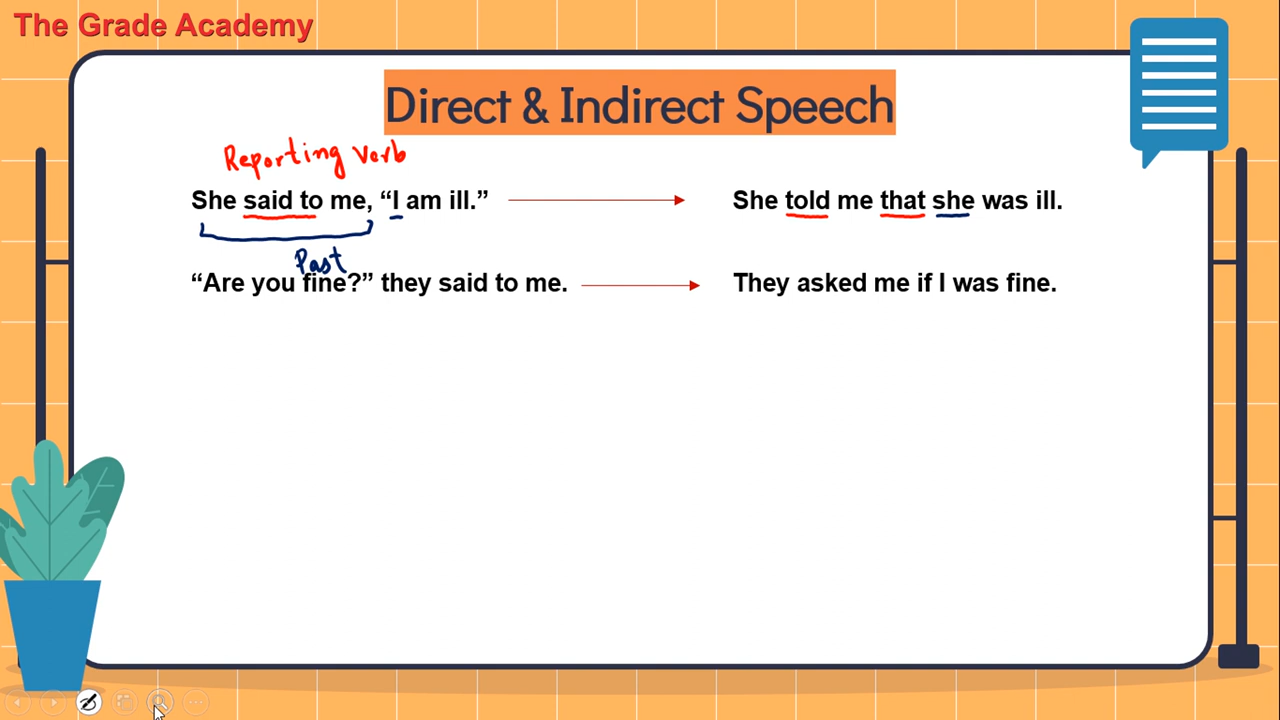 The Grade Academy
Direct & Indirect Speech
Reporting verb
She said to me, “I am ill.”
She told me that she was ill.
Past
“Are you fine?” they said to me.
They asked me if I was fine.